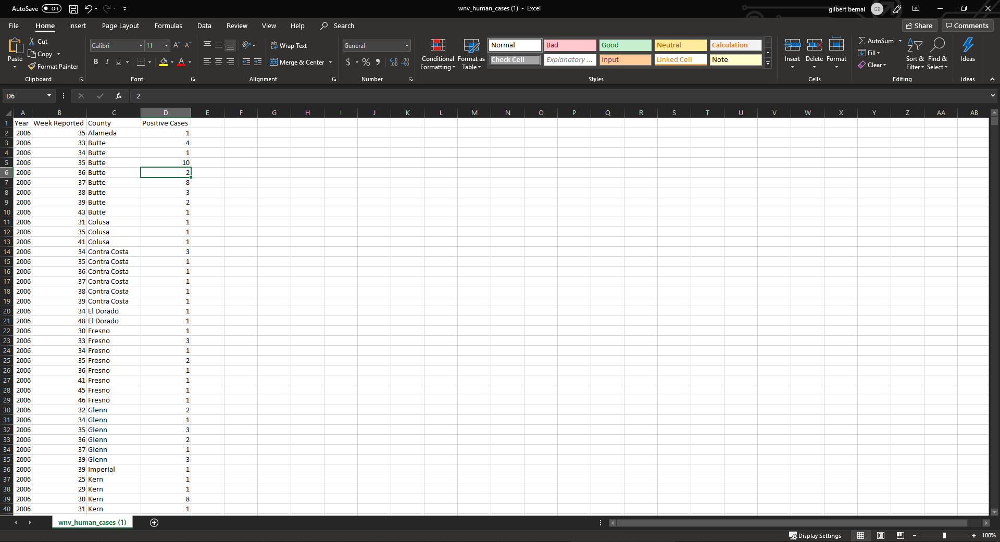 AutoSave Off wnv_human_cases (1) - Excel gilbert bernal GB
File Home Insert Page Layout Formulas Data Review View Help Search Share Comments
Cut
Copy
Format Painter
Paste
Clipboard
Calibri 11 A A
B I U A
Font
ab Wrap Text
Merge & Center
Alignment
General
$ % 9
Number
Conditional Formatting
Format as Table
Normal Bad Good Neutral Calculation
Check Cell Explanatory ... Input Linked Cell Note
Styles
Insert Delete Format
Cells
AutoSum
Fill
Clear
Sort & Filter
Find & Select
Editing
Ideas
Ideas
D6 fx 2
A B C D E F G H I J K L M N O P Q R S T U V W X Y Z AA AB
1 Year Week Reported County Positive Cases
2 2006 35 Alameda 1
3 2006 33 Butte 4
4 2006 34 Butte 1
5 2006 35 Butte 10
6 2006 36 Butte 2
7 2006 37 Butte 8
8 2006 38 Butte 3
9 2006 39 Butte 2
10 2006 43 Butte 1
11 2006 31 Colusa 1
12 2006 35 Colusa 1
13 2006 41 Colusa 1
14 2006 34 Contra Costa 3
15 2006 35 Contra Costa 1
16 2006 36 Contra Costa 1
17 2006 37 Contra Costa 1
18 2006 38 Contra Costa 1
19 2006 39 Contra Costa 1
20 2006 34 El Dorado 1
21 2006 48 El Dorado 1
22 2006 30 Fresno 1
23 2006 33 Fresno 3
24 2006 34 Fresno 1
25 2006 35 Fresno 2
26 2006 36 Fresno 1
27 2006 41 Fresno 1
28 2006 45 Fresno 1
29 2006 46 Fresno 1
30 2006 32 Glenn 2
31 2006 34 Glenn 1
32 2006 35 Glenn 3
33 2006 36 Glenn 2
34 2006 37 Glenn 1
35 2006 39 Glenn 3
36 2006 39 Imperial 1
37 2006 25 Kern 1
38 2006 29 Kern 1
39 2006 30 Kern 8
40 2006 31 Kern 1
wnv_human_cases (1)
Display Settings 100%